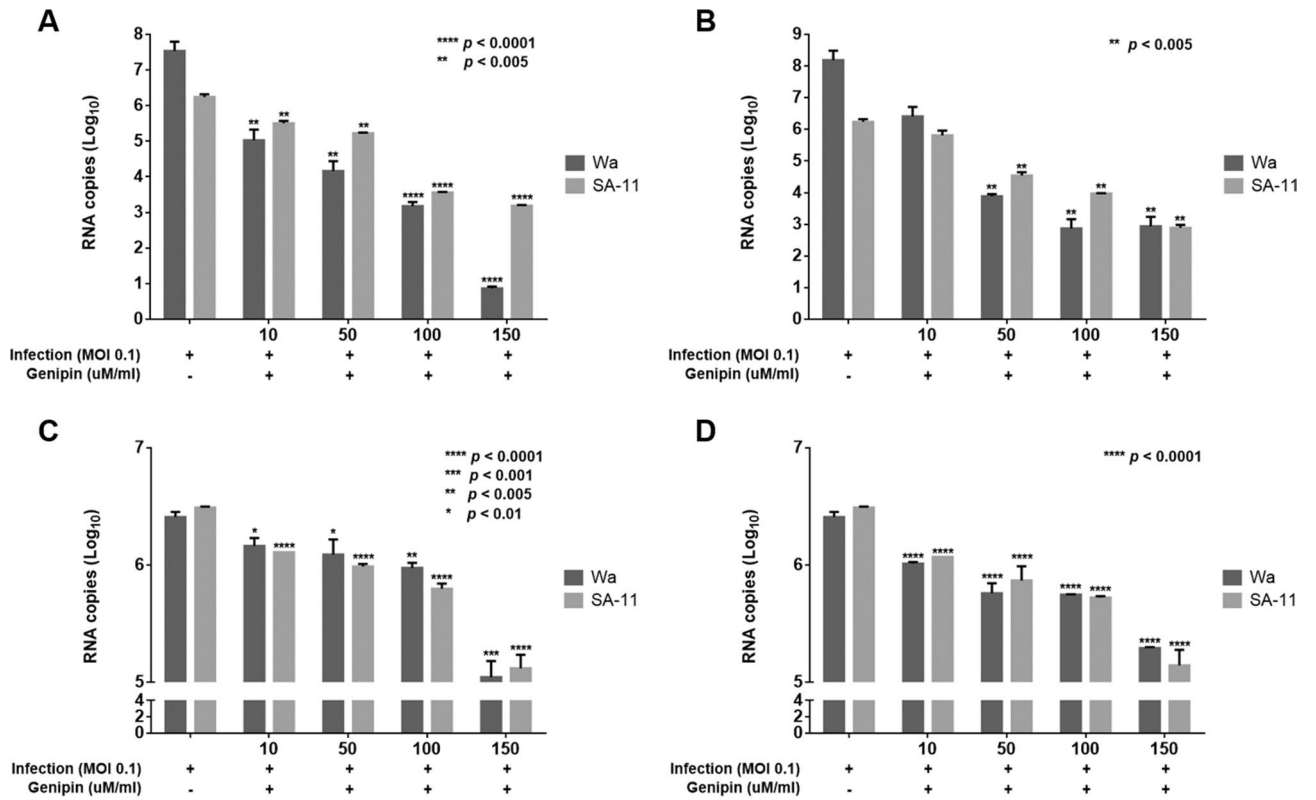 A
**** p < 0.0001
** p < 0.005
RNA copies (Log10)
8
7
6
5
4
3
2
1
0
** ** ** ** **** **** **** ****
Wa
SA-11
10 50 100 150
Infection (MOI 0.1) + + + + +
Genipin (uM/ml) - + + + +
B
** p < 0.005
RNA copies (Log10)
9
8
7
6
5
4
3
2
1
0
** ** ** ** ** **
Wa
SA-11
10 50 100 150
Infection (MOI 0.1) + + + + +
Genipin (uM/ml) - + + + +
C
**** p < 0.0001
*** p < 0.001
** p < 0.005
* p < 0.01
RNA copies (Log10)
7
6
5
4
2
0
* **** * **** ** **** *** ****
Wa
SA-11
10 50 100 150
Infection (MOI 0.1) + + + + +
Genipin (uM/ml) - + + + +
D
**** p < 0.0001
RNA copies (Log10)
7
6
5
4
2
0
**** **** **** **** **** **** **** ****
Wa
SA-11
10 50 100 150
Infection (MOI 0.1) + + + + +
Genipin (uM/ml) - + + + +